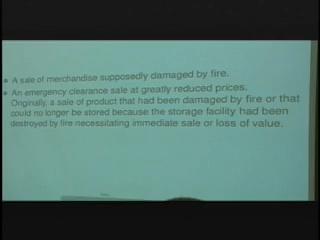 A sale of merchandise supposedly damaged by fire.
An emergency clearance sale at greatly reduced prices.
Originally, a sale of product that had been damaged by fire or that
could no longer be stored because the storage facility had been
destroyed by fire necessitating immediate sale or loss of value.